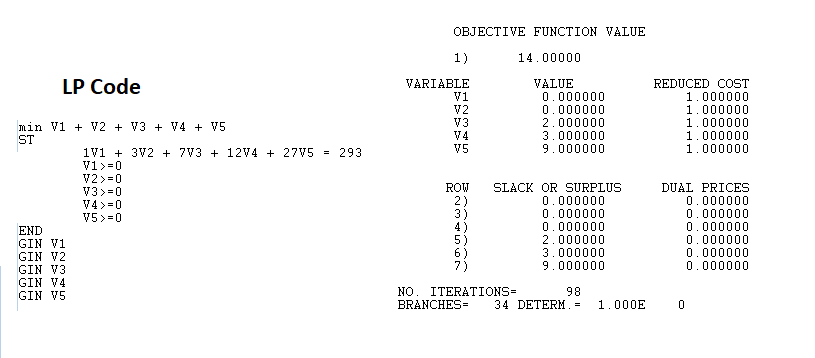 LP Code
min V1 + V2 + V3 + V4 + V5
ST
1V1 + 3V2 + 7V3 + 12V4 + 27V5 = 293
V1>=0
V2>=0
V3>=0
V4>=0
V5>=0
END
GIN V1
GIN V2
GIN V3
GIN V4
GIN V5
OBJECTIVE FUNCTION VALUE
1) 14.00000
VARIABLE VALUE REDUCED COST
V1 0.000000 1.000000
V2 0.000000 1.000000
V3 2.000000 1.000000
V4 3.000000 1.000000
V5 9.000000 1.000000
ROW SLACK OR SURPLUS DUAL PRICES
2) 0.000000 0.000000
3) 0.000000 0.000000
4) 0.000000 0.000000
5) 2.000000 0.000000
6) 3.000000 0.000000
7) 9.000000 0.000000
NO. ITERATIONS= 98
BRANCHES= 34 DETERM.= 1.000E 0